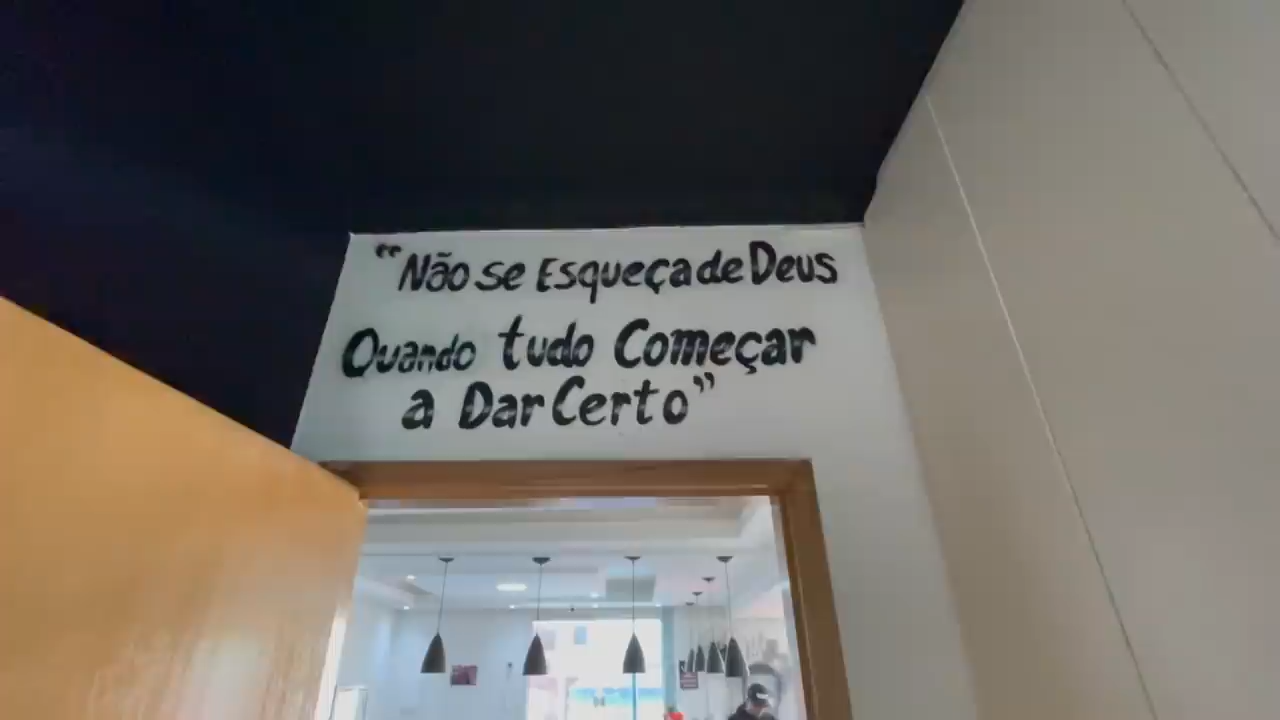 “Não se Esqueça de Deus
Quando tudo Começar
a Dar Certo”